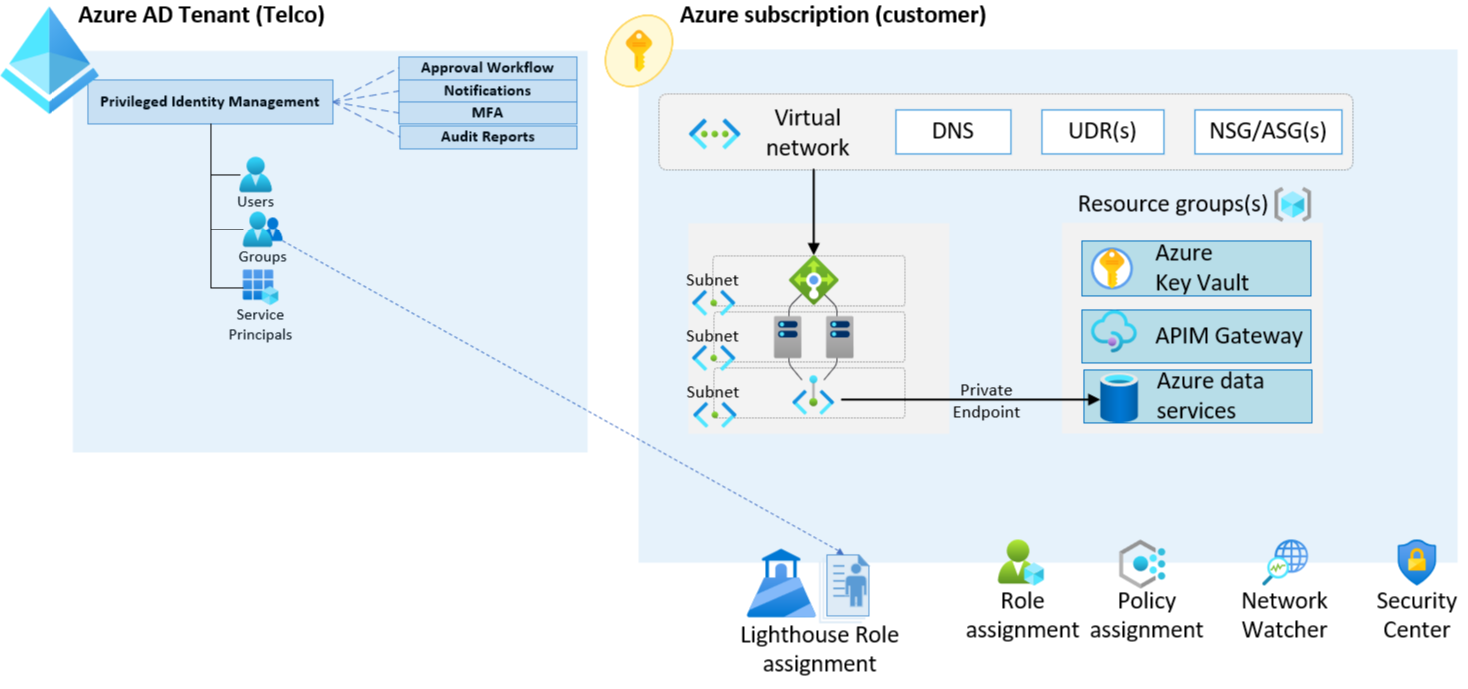 Azure AD Tenant (Telco)
Privileged Identity Management
Approval Workflow
Notifications
MFA
Audit Reports
Users
Groups
Service
Principals
Azure subscription (customer)
Virtual
network
DNS
UDR(s)
NSG/ASG(s)
Resource groups(s)
Subnet
Subnet
Subnet
Private
Endpoint
Azure
Key Vault
APIM Gateway
Azure data
services
Lighthouse Role
assignment
Role
assignment
Policy
assignment
Network
Watcher
Security
Center